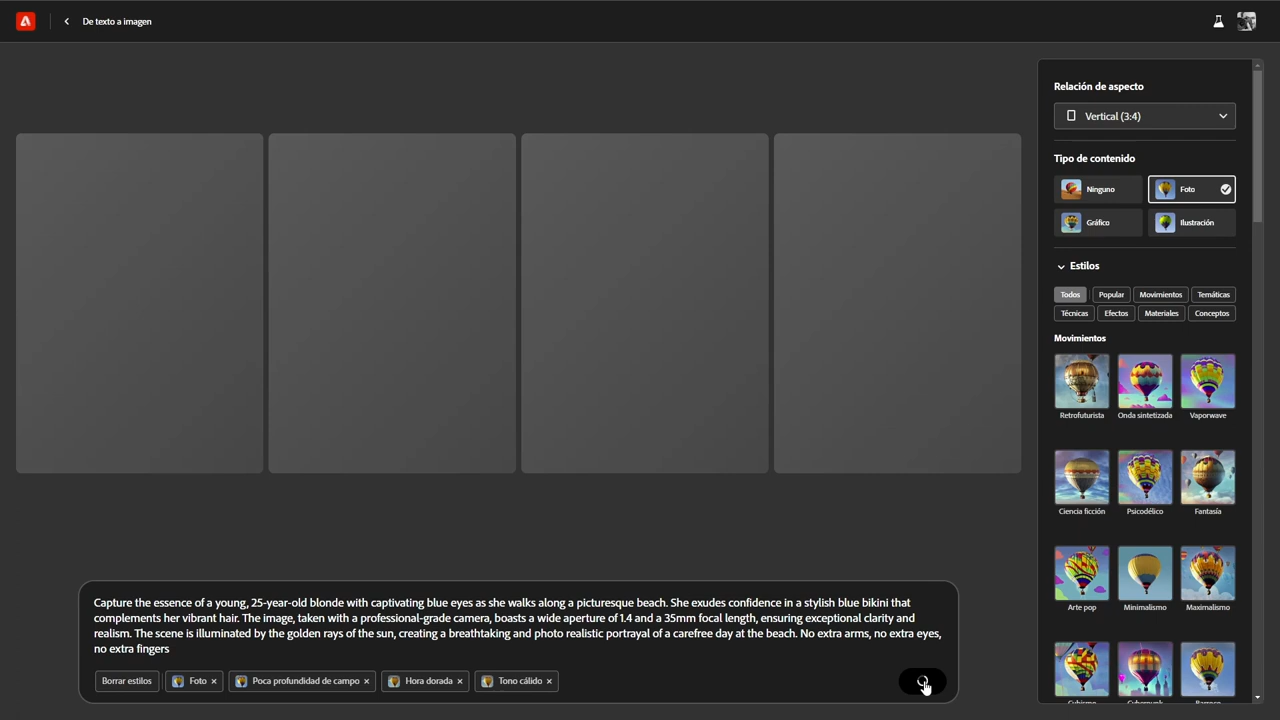 De texto a imagen
Relación de aspecto
Vertical (3:4)
Tipo de contenido
Ninguno
Foto
Gráfico
Ilustración
Estilos
Todos
Popular
Movimientos
Temáticas
Técnicas
Efectos
Materiales
Conceptos
Movimientos
Retrofuturista
Onda sintetizada
Vaporwave
Ciencia ficción
Psicodélico
Fantasía
Arte pop
Minimalismo
Maximalismo
Cubismo
Cyberpunk
Barroco
Capture the essence of a young, 25-year-old blonde with captivating blue eyes as she walks along a picturesque beach. She exudes confidence in a stylish blue bikini that
complements her vibrant hair. The image, taken with a professional-grade camera, boasts a wide aperture of 1.4 and a 35mm focal length, ensuring exceptional clarity and
realism. The scene is illuminated by the golden rays of the sun, creating a breathtaking and photo realistic portrayal of a carefree day at the beach. No extra arms, no extra eyes,
no extra fingers
Borrar estilos
Foto
Poca profundidad de campo
Hora dorada
Tono cálido